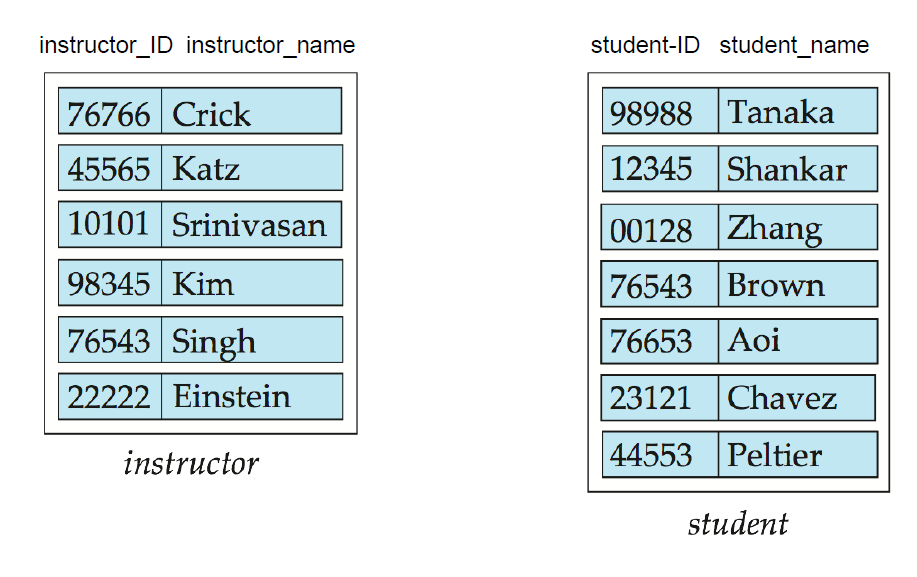 instructor_ID instructor_name
76766 Crick
45565 Katz
10101 Srinivasan
98345 Kim
76543 Singh
22222 Einstein
instructor
student-ID student_name
98988 Tanaka
12345 Shankar
00128 Zhang
76543 Brown
76653 Aoi
23121 Chavez
44553 Peltier
student